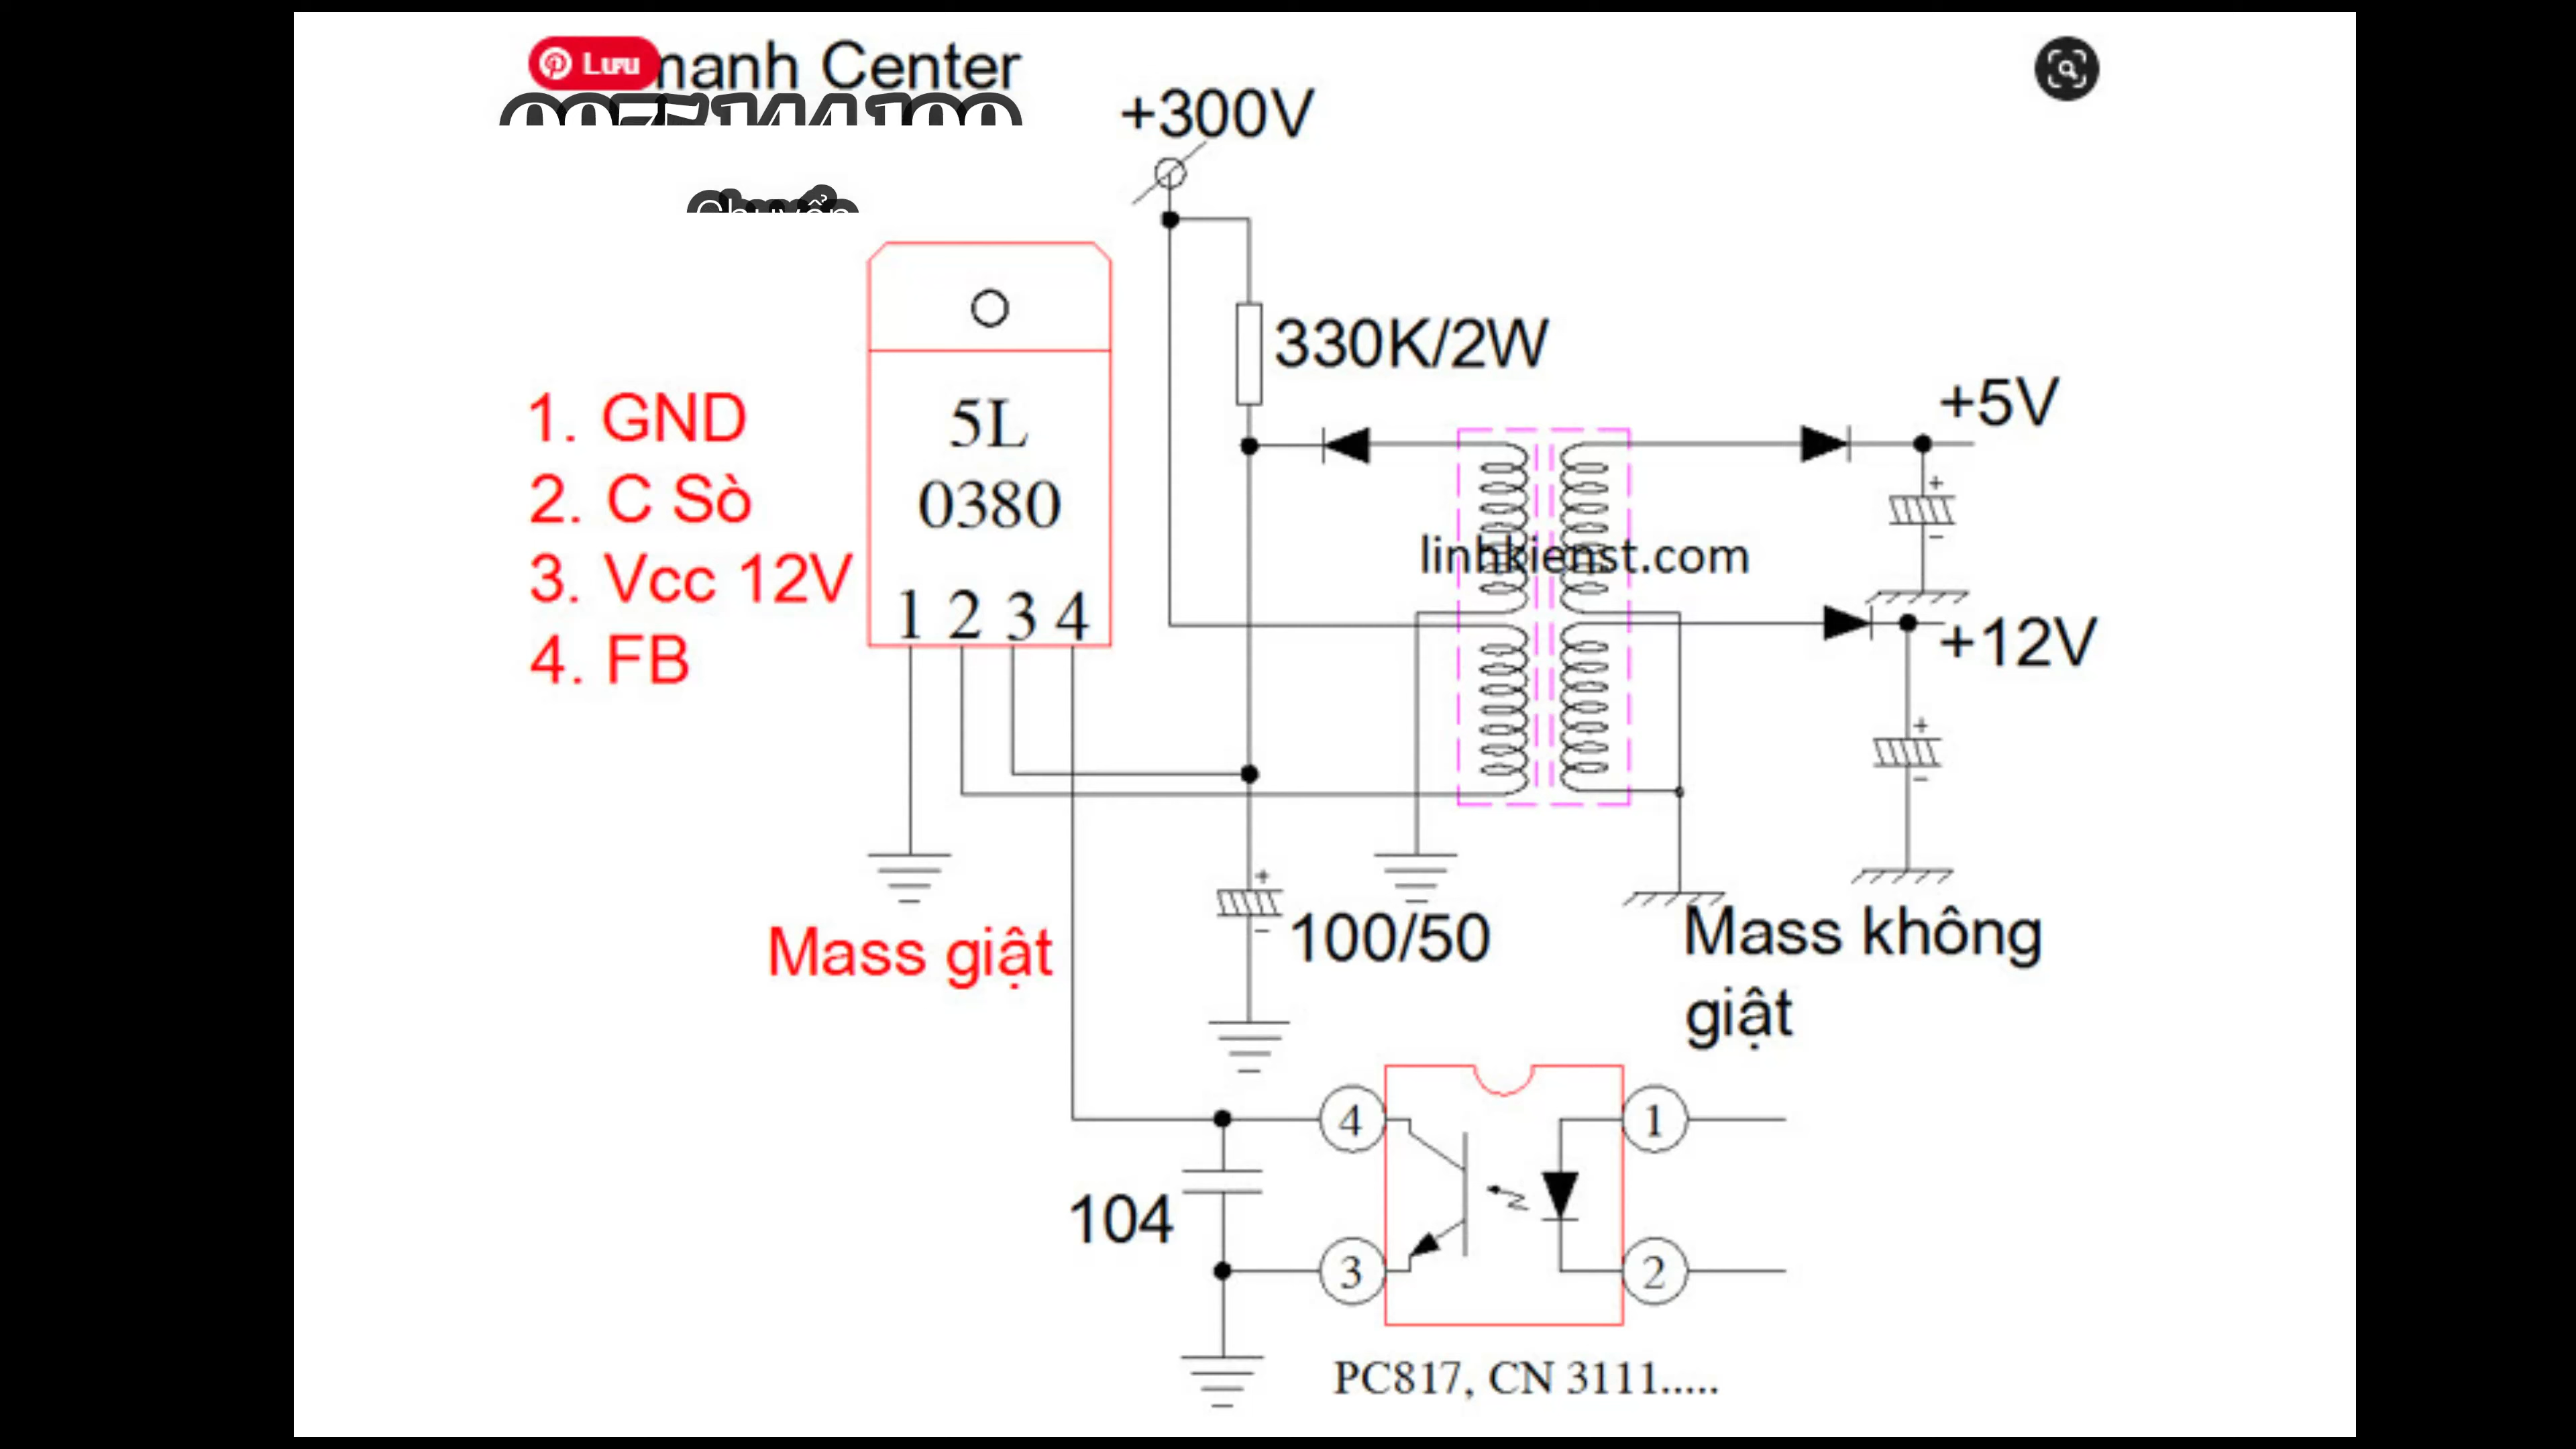 Lưu
manh Center
+300V
330K/2W
1. GND
2. C Sò
3. Vcc 12V
4. FB
5L
0380
1 2 3 4
+5V
+
-
linhkienst.com
+12V
+
-
Mass giật
+
-
100/50
Mass không
giật
4
1
104
3
2
PC817, CN 3111.....